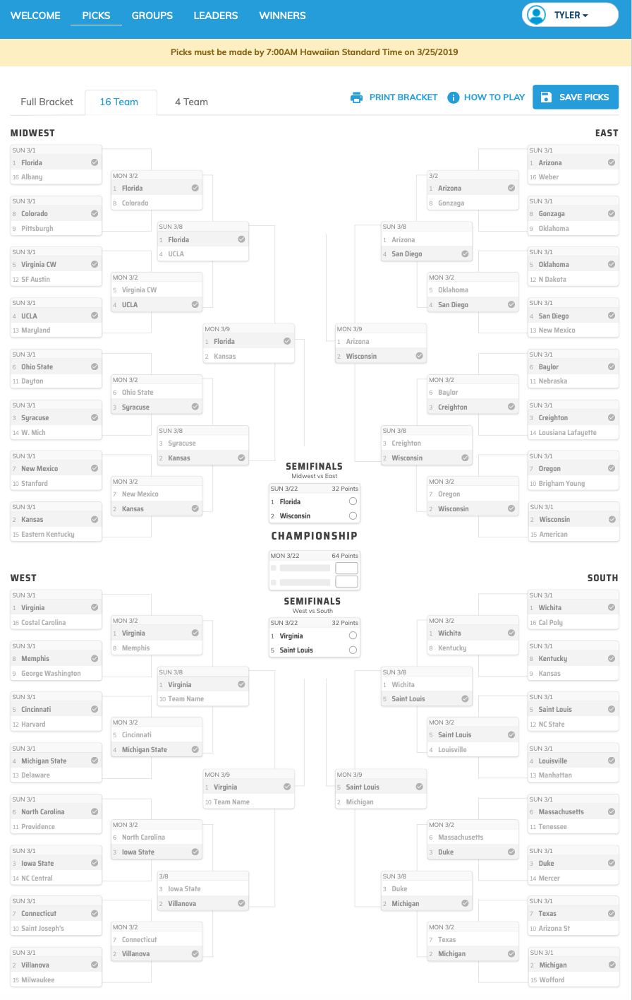 WELCOME PICKS GROUPS LEADERS WINNERS TYLER
Picks must be made by 7:00AM Hawaiian Standard Time on 3/25/2019
Full Bracket 16 Team 4 Team PRINT BRACKET HOW TO PLAY SAVE PICKS
MIDWEST
SUN 3/1
1 Florida
16 Albany
SUN 3/1
8 Colorado
9 Pittsburgh
SUN 3/1
5 Virginia CW
12 SF Austin
SUN 3/1
4 UCLA
13 Maryland
SUN 3/1
6 Ohio State
11 Dayton
SUN 3/1
3 Syracuse
14 W. Mich
SUN 3/1
7 New Mexico
10 Stanford
SUN 3/1
2 Kansas
15 Eastern Kentucky
MON 3/2
1 Florida
8 Colorado
MON 3/2
5 Virginia CW
4 UCLA
MON 3/2
6 Ohio State
3 Syracuse
MON 3/2
7 New Mexico
2 Kansas
SUN 3/8
1 Florida
4 UCLA
SUN 3/8
3 Syracuse
2 Kansas
MON 3/9
1 Florida
2 Kansas
EAST
SUN 3/1
1 Arizona
16 Weber
SUN 3/1
8 Gonzaga
9 Oklahoma
SUN 3/1
5 Oklahoma
12 N Dakota
SUN 3/1
4 San Diego
13 New Mexico
SUN 3/1
6 Baylor
11 Nebraska
SUN 3/1
3 Creighton
14 Lousiana Lafayette
SUN 3/1
7 Oregon
10 Brigham Young
SUN 3/1
2 Wisconsin
15 American
3/2
1 Arizona
8 Gonzaga
MON 3/2
5 Oklahoma
4 San Diego
MON 3/2
6 Baylor
3 Creighton
MON 3/2
7 Oregon
2 Wisconsin
SUN 3/8
1 Arizona
4 San Diego
SUN 3/8
3 Creighton
2 Wisconsin
MON 3/9
1 Arizona
2 Wisconsin
SEMIFINALS
Midwest vs East
SUN 3/22 32 Points
1 Florida
2 Wisconsin
CHAMPIONSHIP
MON 3/22 64 Points
SEMIFINALS
West vs South
SUN 3/22 32 Points
1 Virginia
5 Saint Louis
WEST
SUN 3/1
1 Virginia
16 Costal Carolina
SUN 3/1
8 Memphis
9 George Washington
SUN 3/1
5 Cincinnati
12 Harvard
SUN 3/1
4 Michigan State
13 Delaware
SUN 3/1
6 North Carolina
11 Providence
SUN 3/1
3 Iowa State
14 NC Central
SUN 3/1
7 Connecticut
10 Saint Joseph's
SUN 3/1
2 Villanova
15 Milwaukee
MON 3/2
1 Virginia
8 Memphis
MON 3/2
5 Cincinnati
4 Michigan State
MON 3/2
6 North Carolina
3 Iowa State
MON 3/2
7 Connecticut
2 Villanova
SUN 3/8
1 Virginia
10 Team Name
3/8
3 Iowa State
2 Villanova
MON 3/9
1 Virginia
10 Team Name
SOUTH
SUN 3/1
1 Wichita
16 Cal Poly
SUN 3/1
8 Kentucky
9 Kansas
SUN 3/1
5 Saint Louis
12 NC State
SUN 3/1
4 Louisville
13 Manhattan
SUN 3/1
6 Massachusetts
11 Tenessee
SUN 3/1
3 Duke
14 Mercer
SUN 3/1
7 Texas
10 Arizona St
SUN 3/1
2 Michigan
15 Wofford
MON 3/2
1 Wichita
8 Kentucky
MON 3/2
5 Saint Louis
4 Louisville
MON 3/2
6 Massachusetts
3 Duke
MON 3/2
7 Texas
2 Michigan
SUN 3/8
1 Wichita
5 Saint Louis
SUN 3/8
3 Duke
2 Michigan
MON 3/9
5 Saint Louis
2 Michigan